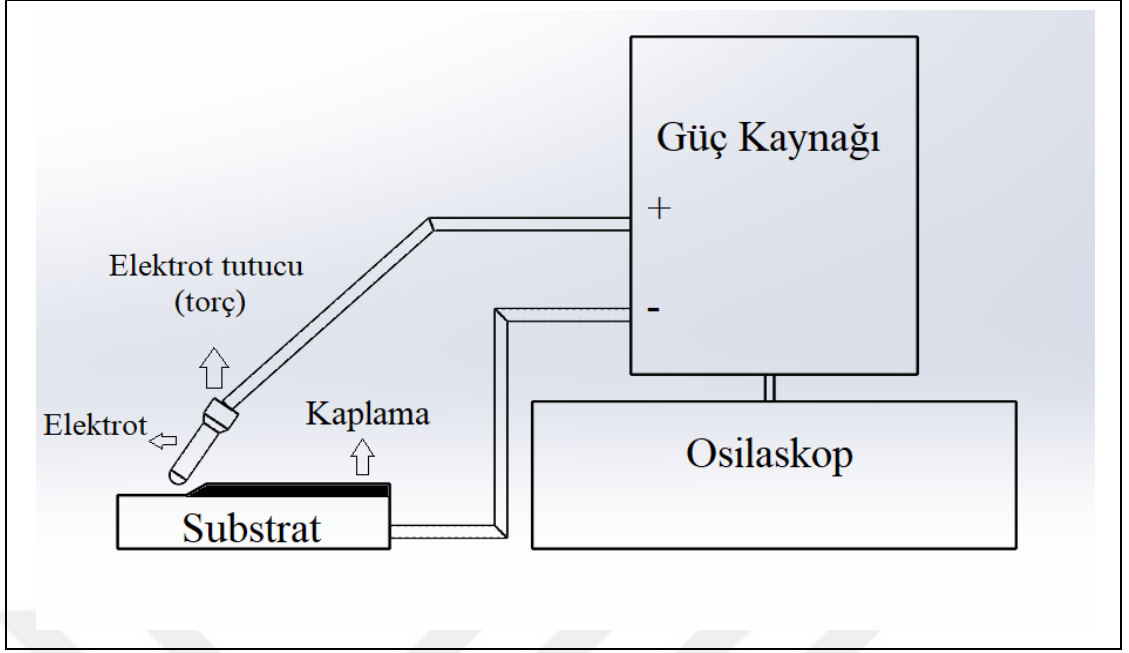 Güç Kaynağı
+
-
Elektrot tutucu
(torç)
Elektrot
Kaplama
Substrat
Osilaskop